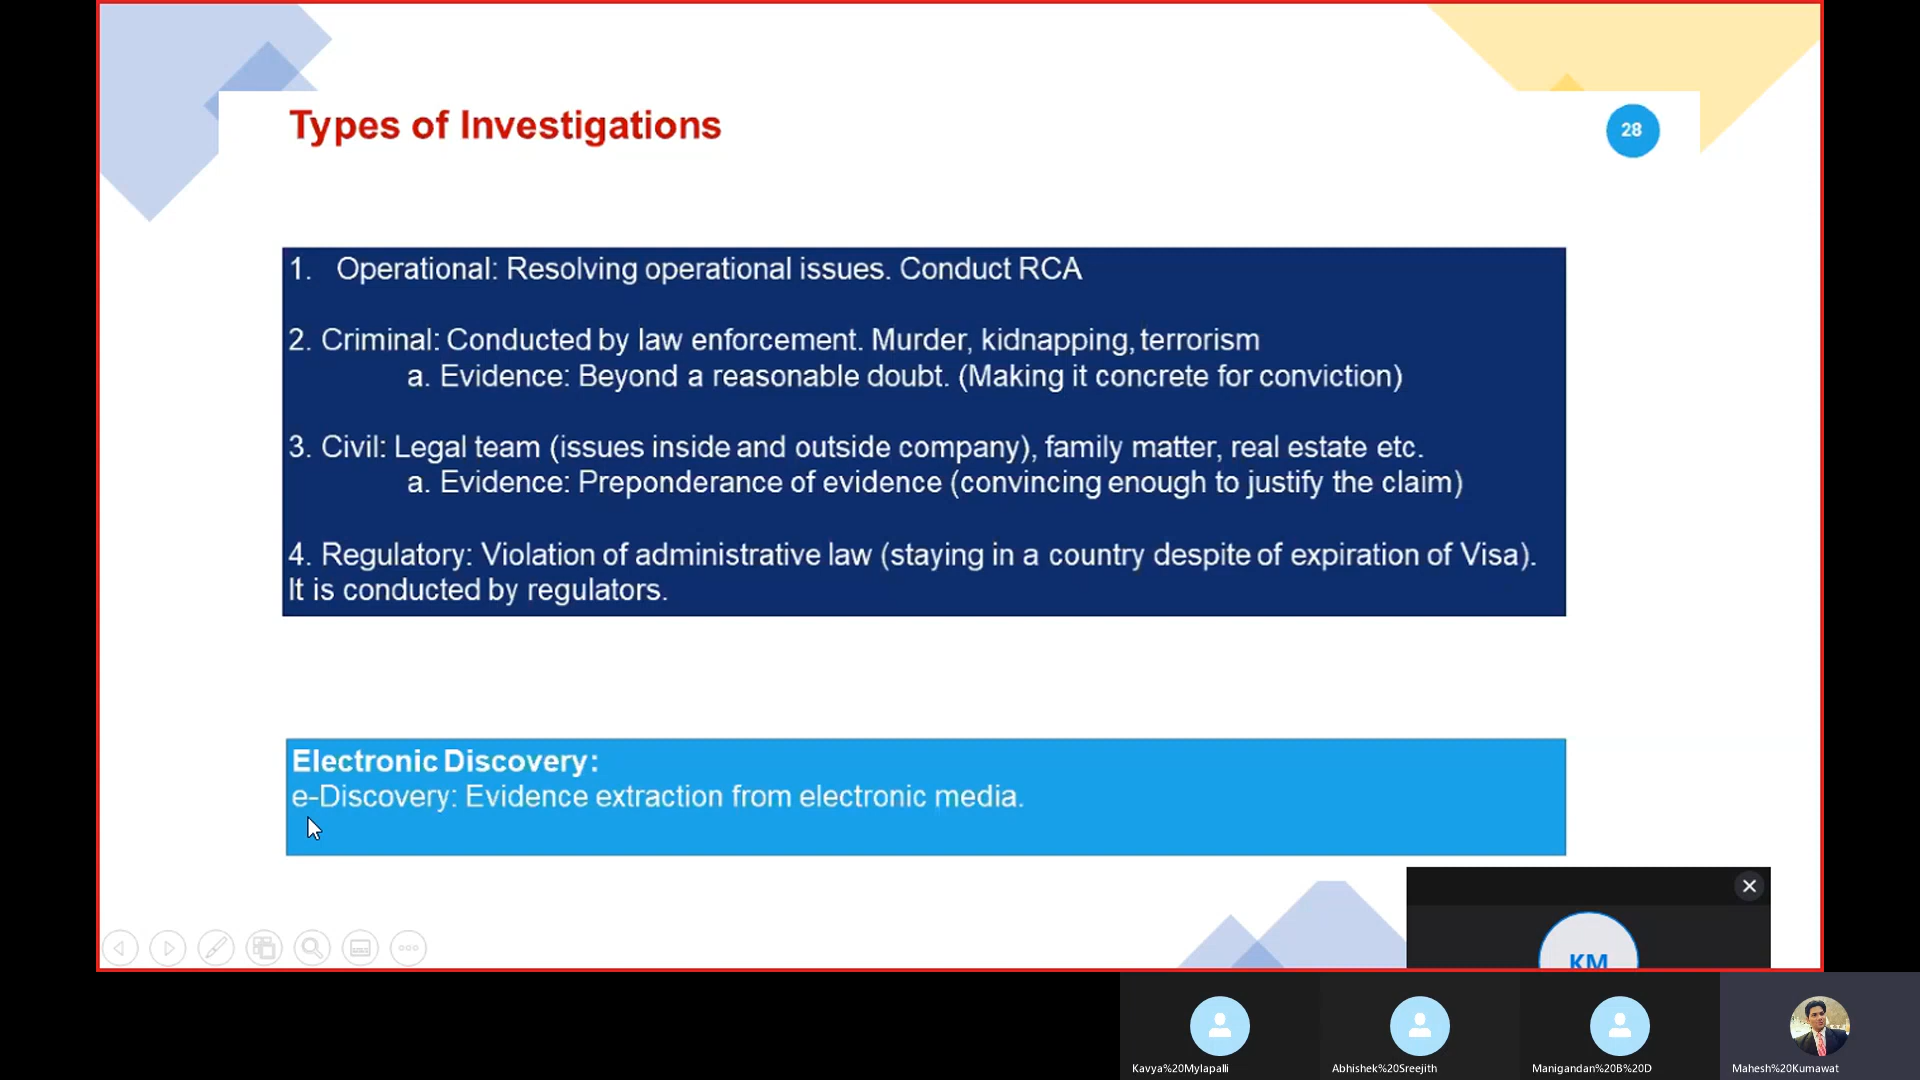 Types of Investigations
28
1. Operational: Resolving operational issues. Conduct RCA
2. Criminal: Conducted by law enforcement. Murder, kidnapping, terrorism
a. Evidence: Beyond a reasonable doubt. (Making it concrete for conviction)
3. Civil: Legal team (issues inside and outside company), family matter, real estate etc.
a. Evidence: Preponderance of evidence (convincing enough to justify the claim)
4. Regulatory: Violation of administrative law (staying in a country despite of expiration of Visa).
It is conducted by regulators.
Electronic Discovery:
e-Discovery: Evidence extraction from electronic media.
KM
Kavya%20Mylapalli
Abhishek%20Sreejith
Manigandan%20B%20D
Mahesh%20Kumawat